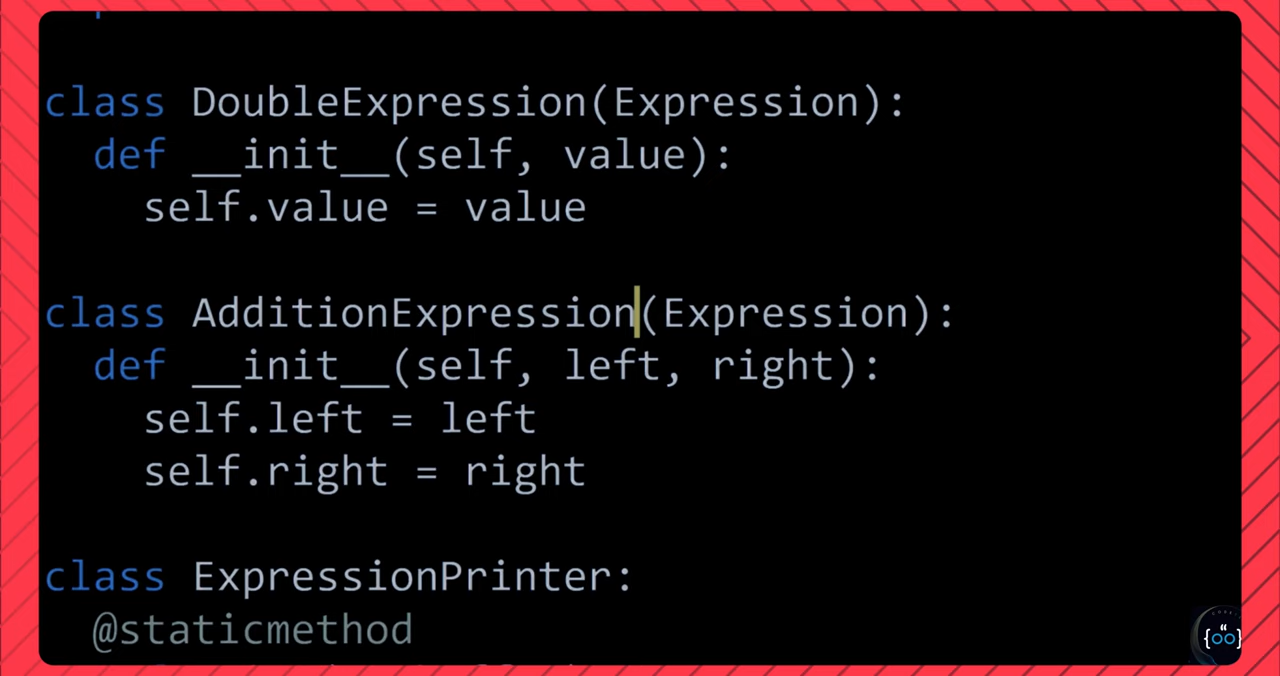 class DoubleExpression(Expression):
  def __init__(self, value):
    self.value = value
class AdditionExpression(Expression):
  def __init__(self, left, right):
    self.left = left
    self.right = right
class ExpressionPrinter:
  @staticmethod
{oo}